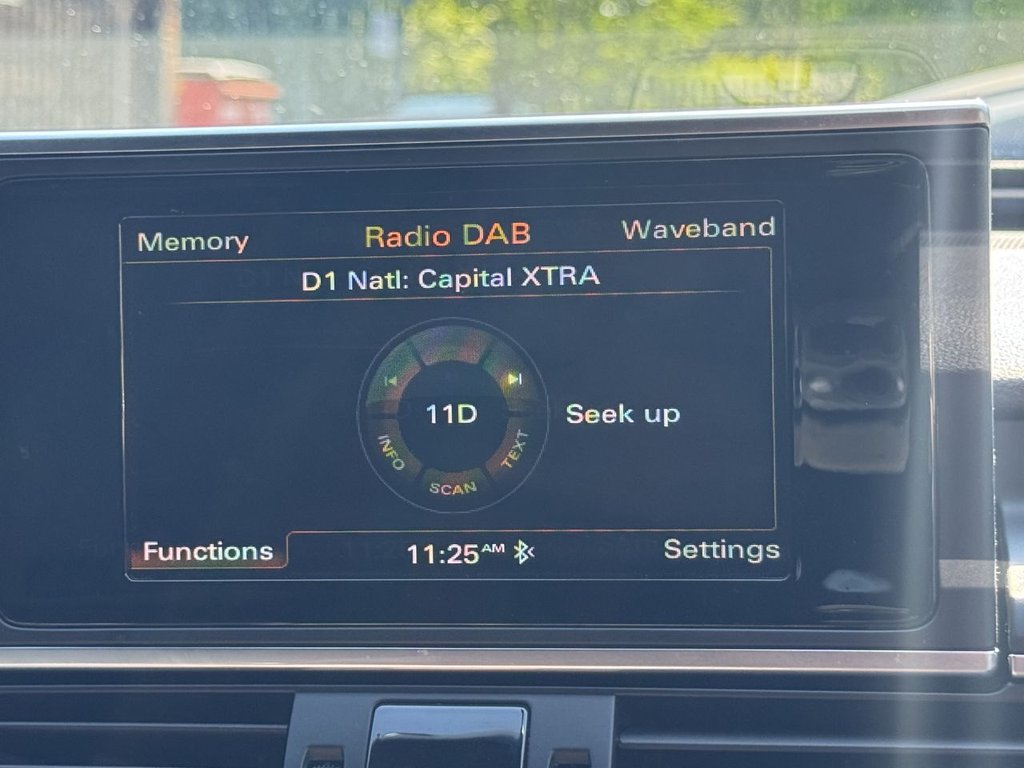 Memory Radio DAB Waveband
D1 Natl: Capital XTRA
11D Seek up
INFO SCAN TEXT
Functions 11:25AM Settings